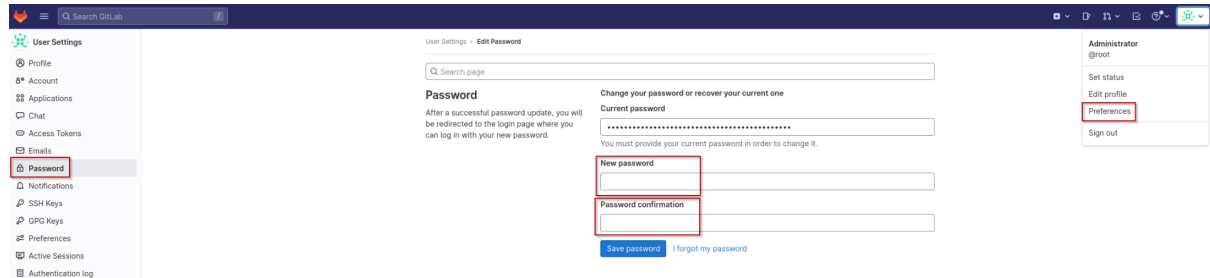 Search GitLab
/
User Settings
Profile
Account
Applications
Chat
Access Tokens
Emails
Password
Notifications
SSH Keys
GPG Keys
Preferences
Active Sessions
Authentication log
User Settings › Edit Password
Search page
Password
After a successful password update, you will
be redirected to the login page where you
can log in with your new password.
Change your password or recover your current one
Current password
You must provide your current password in order to change it.
New password
Password confirmation
Save password
I forgot my password
Administrator
@root
Set status
Edit profile
Preferences
Sign out